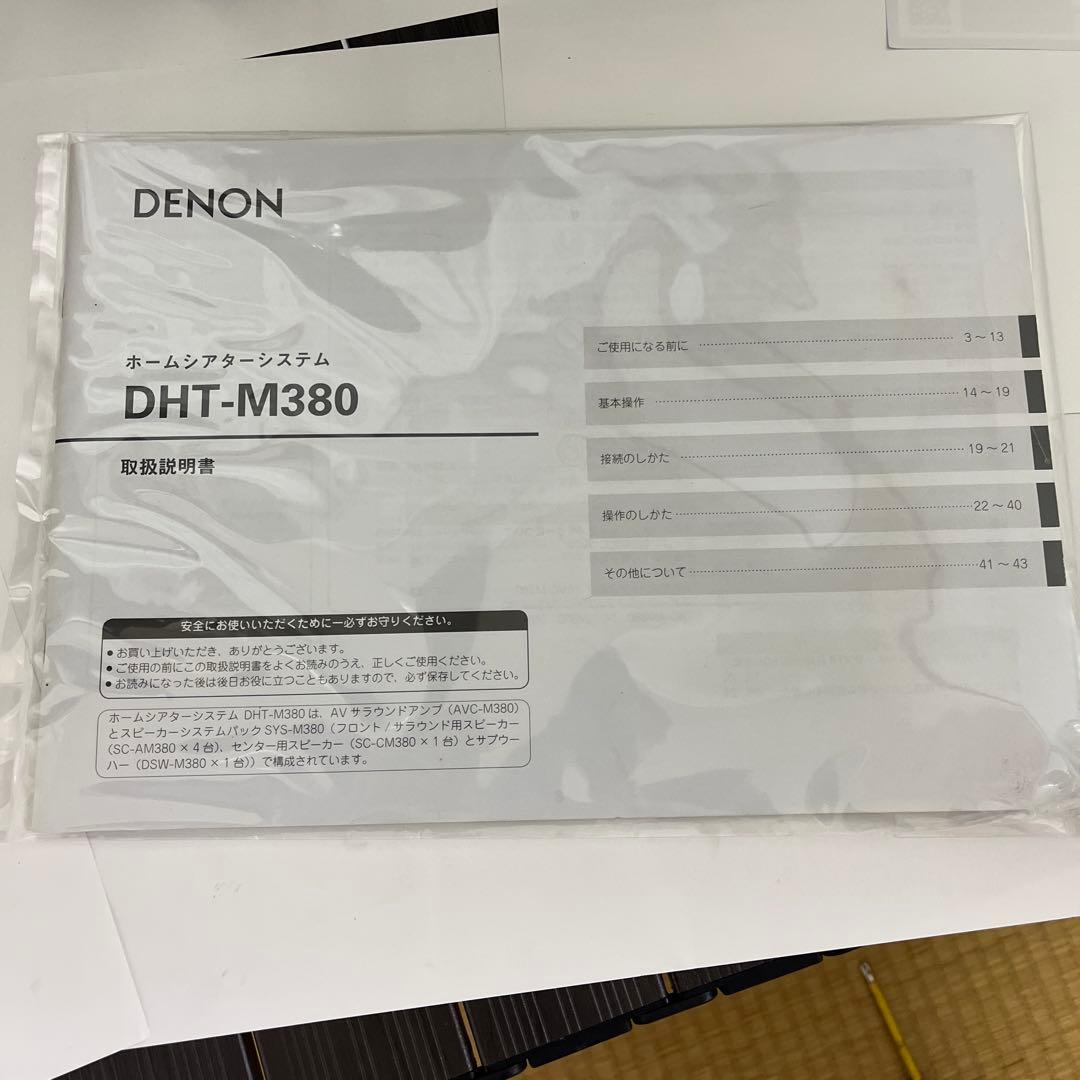 DENON
ホームシアターシステム
DHT-M380
取扱説明書
ご使用になる前に ………………………………………… 3～13
基本操作 ………………………………………………… 14～19
接続のしかた ……………………………………………… 19～21
操作のしかた ……………………………………………… 22～40
その他について …………………………………………… 41～43
安全にお使いいただくために―必ずお守りください。
●お買い上げいただき、ありがとうございます。
●ご使用の前にこの取扱説明書をよくお読みのうえ、正しくご使用ください。
●お読みになった後は後日お役に立つこともありますので、必ず保存してください。
ホームシアターシステム DHT-M380は、AVサラウンドアンプ（AVC-M380）
とスピーカーシステムパックSYS-M380（フロント/サラウンド用スピーカー
（SC-AM380×4台）、センター用スピーカー（SC-CM380×1台）とサブウー
ハー（DSW-M380×1台））で構成されています。